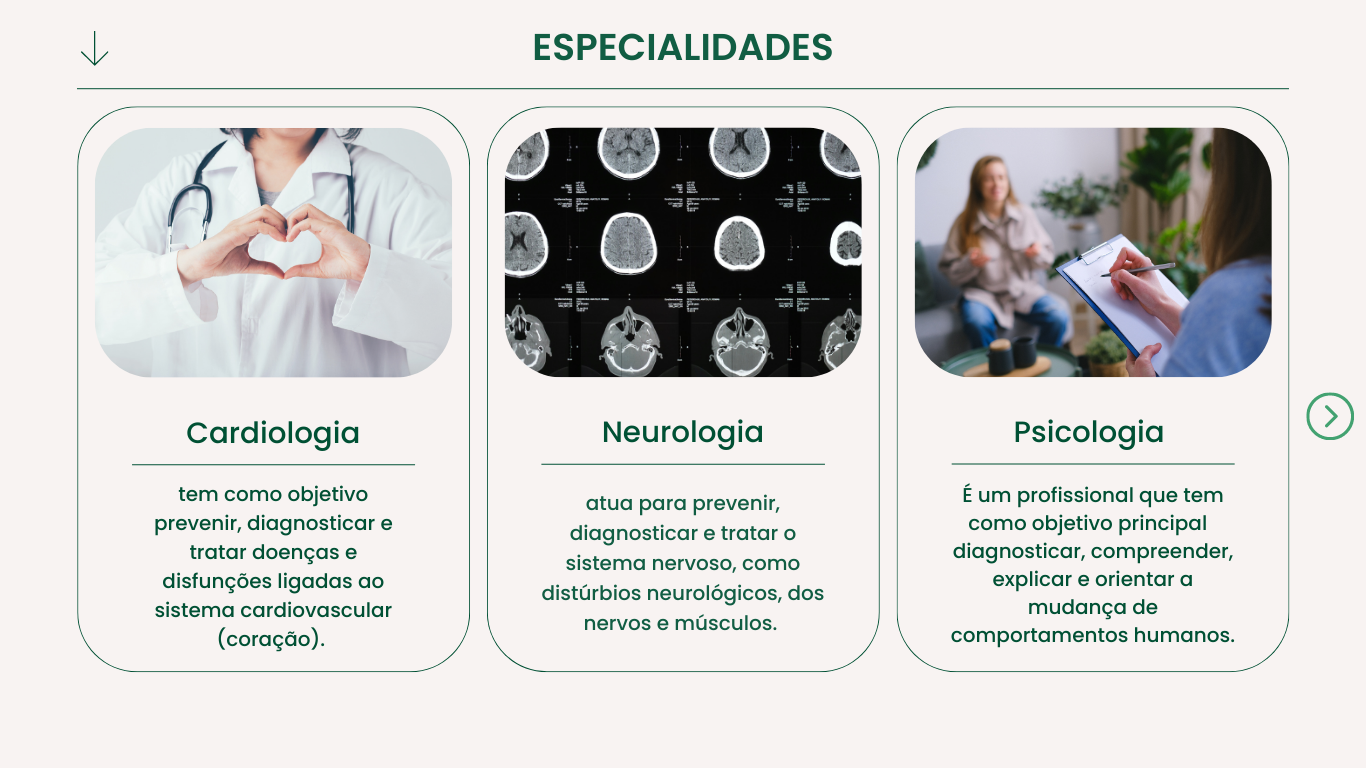 ESPECIALIDADES
Cardiologia
tem como objetivo
prevenir, diagnosticar e
tratar doenças e
disfunções ligadas ao
sistema cardiovascular
(coração).
Neurologia
atua para prevenir,
diagnosticar e tratar o
sistema nervoso, como
distúrbios neurológicos, dos
nervos e músculos.
Psicologia
É um profissional que tem
como objetivo principal
diagnosticar, compreender,
explicar e orientar a
mudança de
comportamentos humanos.